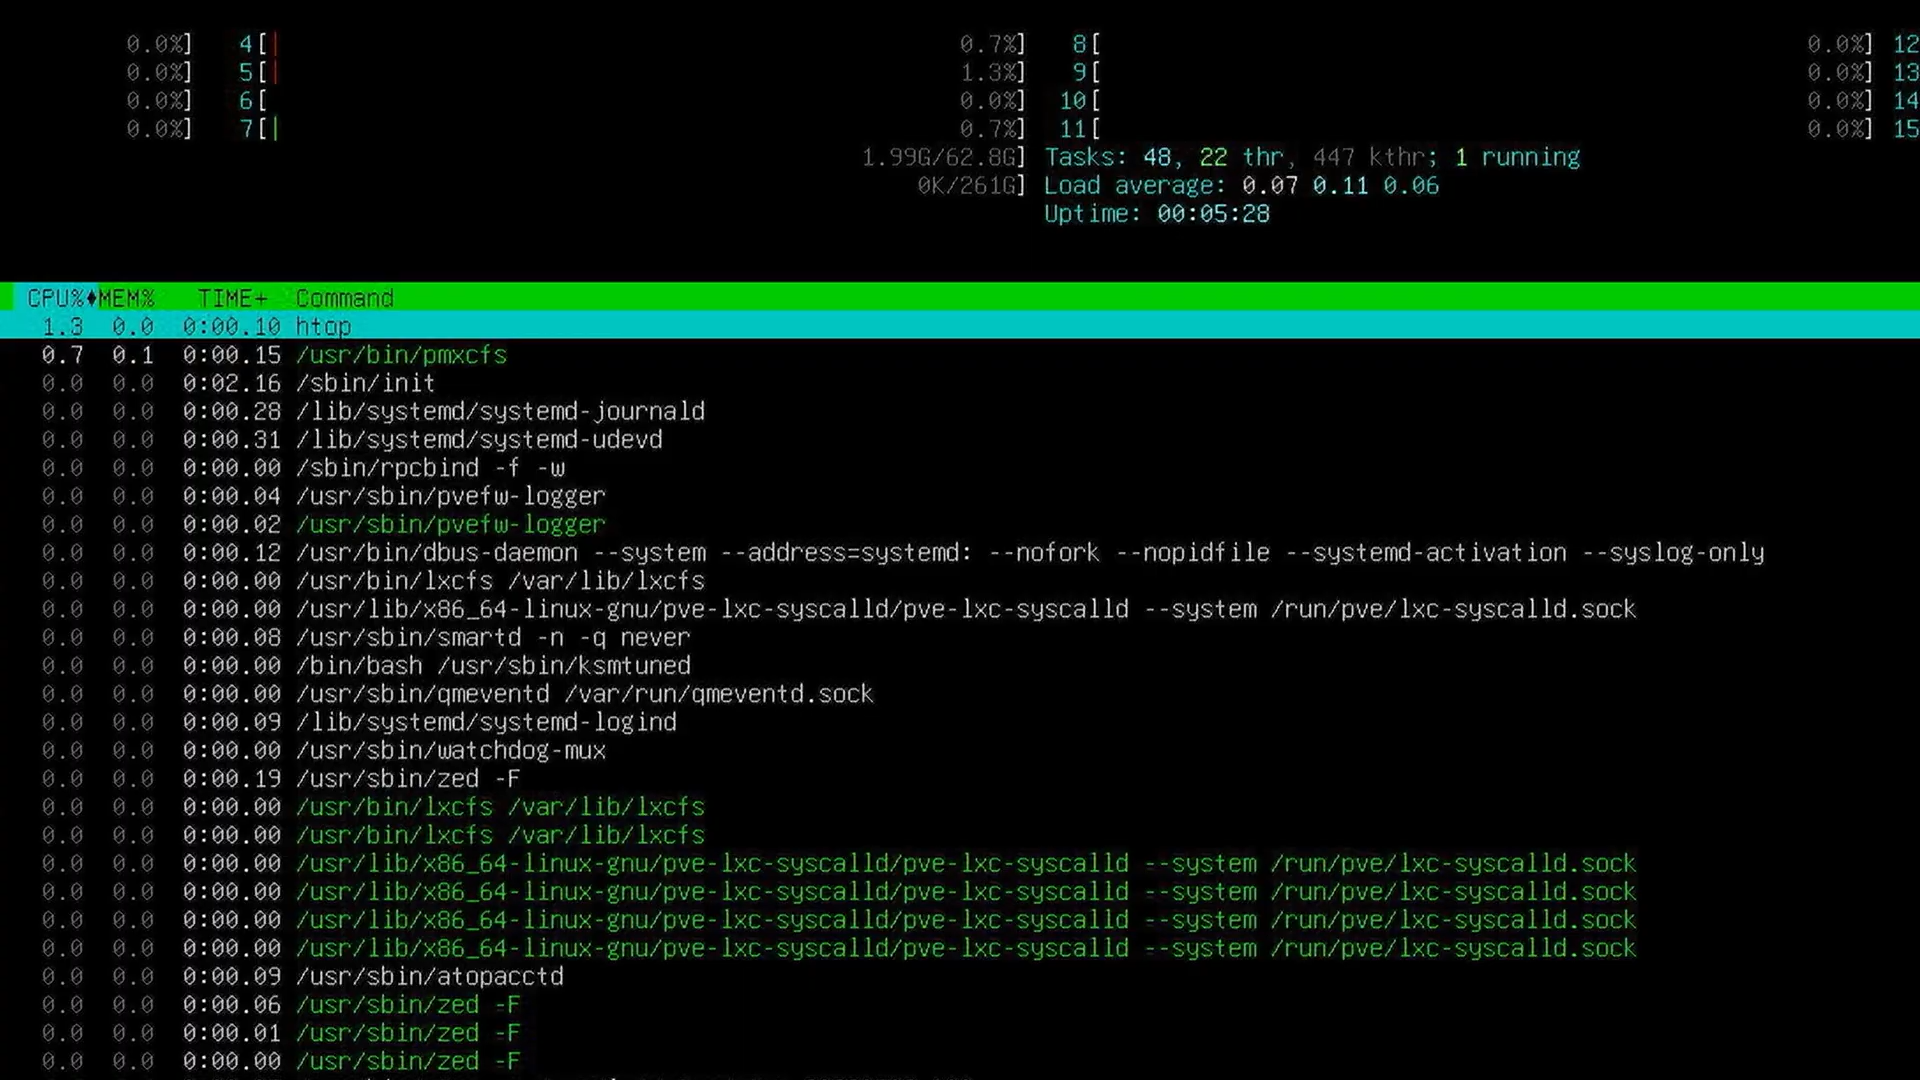 0.0%] 4[| 0.7%] 8[ 0.0%] 12
0.0%] 5[| 1.3%] 9[ 0.0%] 13
0.0%] 6[ 0.0%] 10[ 0.0%] 14
0.0%] 7[| 0.7%] 11[ 0.0%] 15
1.99G/62.8G] Tasks: 48, 22 thr, 447 kthr; 1 running
0K/261G] Load average: 0.07 0.11 0.06
Uptime: 00:05:28
CPU%♦MEM% TIME+ Command
1.3 0.0 0:00.10 htop
0.7 0.1 0:00.15 /usr/bin/pmxcfs
0.0 0.0 0:02.16 /sbin/init
0.0 0.0 0:00.28 /lib/systemd/systemd-journald
0.0 0.0 0:00.31 /lib/systemd/systemd-udevd
0.0 0.0 0:00.00 /sbin/rpcbind -f -w
0.0 0.0 0:00.04 /usr/sbin/pvefw-logger
0.0 0.0 0:00.02 /usr/sbin/pvefw-logger
0.0 0.0 0:00.12 /usr/bin/dbus-daemon --system --address=systemd: --nofork --nopidfile --systemd-activation --syslog-only
0.0 0.0 0:00.00 /usr/bin/lxcfs /var/lib/lxcfs
0.0 0.0 0:00.00 /usr/lib/x86_64-linux-gnu/pve-lxc-syscalld/pve-lxc-syscalld --system /run/pve/lxc-syscalld.sock
0.0 0.0 0:00.08 /usr/sbin/smartd -n -q never
0.0 0.0 0:00.00 /bin/bash /usr/sbin/ksmtuned
0.0 0.0 0:00.00 /usr/sbin/qmeventd /var/run/qmeventd.sock
0.0 0.0 0:00.09 /lib/systemd/systemd-logind
0.0 0.0 0:00.00 /usr/sbin/watchdog-mux
0.0 0.0 0:00.19 /usr/sbin/zed -F
0.0 0.0 0:00.00 /usr/bin/lxcfs /var/lib/lxcfs
0.0 0.0 0:00.00 /usr/bin/lxcfs /var/lib/lxcfs
0.0 0.0 0:00.00 /usr/lib/x86_64-linux-gnu/pve-lxc-syscalld/pve-lxc-syscalld --system /run/pve/lxc-syscalld.sock
0.0 0.0 0:00.00 /usr/lib/x86_64-linux-gnu/pve-lxc-syscalld/pve-lxc-syscalld --system /run/pve/lxc-syscalld.sock
0.0 0.0 0:00.00 /usr/lib/x86_64-linux-gnu/pve-lxc-syscalld/pve-lxc-syscalld --system /run/pve/lxc-syscalld.sock
0.0 0.0 0:00.00 /usr/lib/x86_64-linux-gnu/pve-lxc-syscalld/pve-lxc-syscalld --system /run/pve/lxc-syscalld.sock
0.0 0.0 0:00.09 /usr/sbin/atopacctd
0.0 0.0 0:00.06 /usr/sbin/zed -F
0.0 0.0 0:00.01 /usr/sbin/zed -F
0.0 0.0 0:00.00 /usr/sbin/zed -F